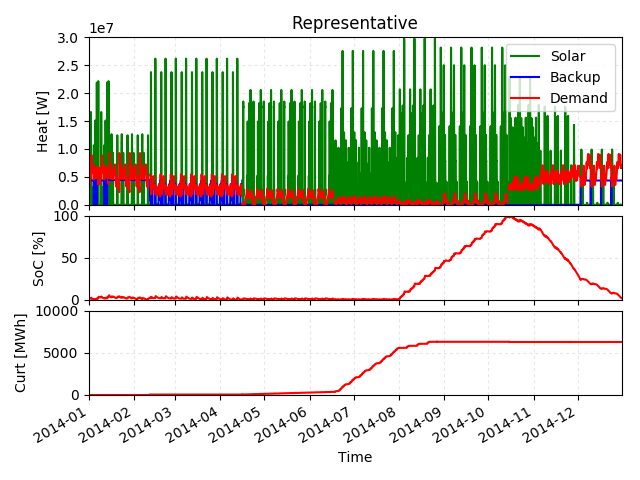 Representative
1e7
3.0
2.5
2.0
1.5
1.0
0.5
0.0
Heat [W]
Solar
Backup
Demand
100
50
0
SoC [%]
10000
5000
0
Curt [MWh]
2014-01
2014-02
2014-03
2014-04
2014-05
2014-06
2014-07
2014-08
2014-09
2014-10
2014-11
2014-12
Time